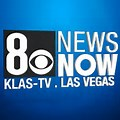 8 NEWS
NOW
KLAS-TV . LAS VEGAS